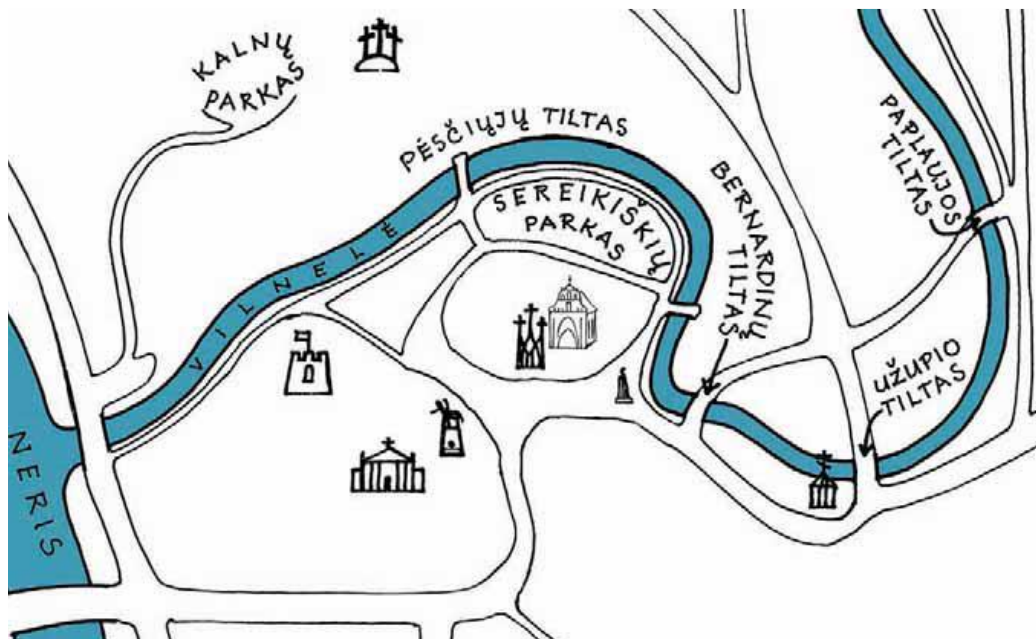 KALNŲ
PARKAS
PĖSČIŲJŲ TILTAS
SEREIKIŠKIŲ
PARKAS
BERNARDINŲ
TILTAS
PAPLAUJOS
TILTAS
UŽUPIO
TILTAS
VILNELĖ
NERIS